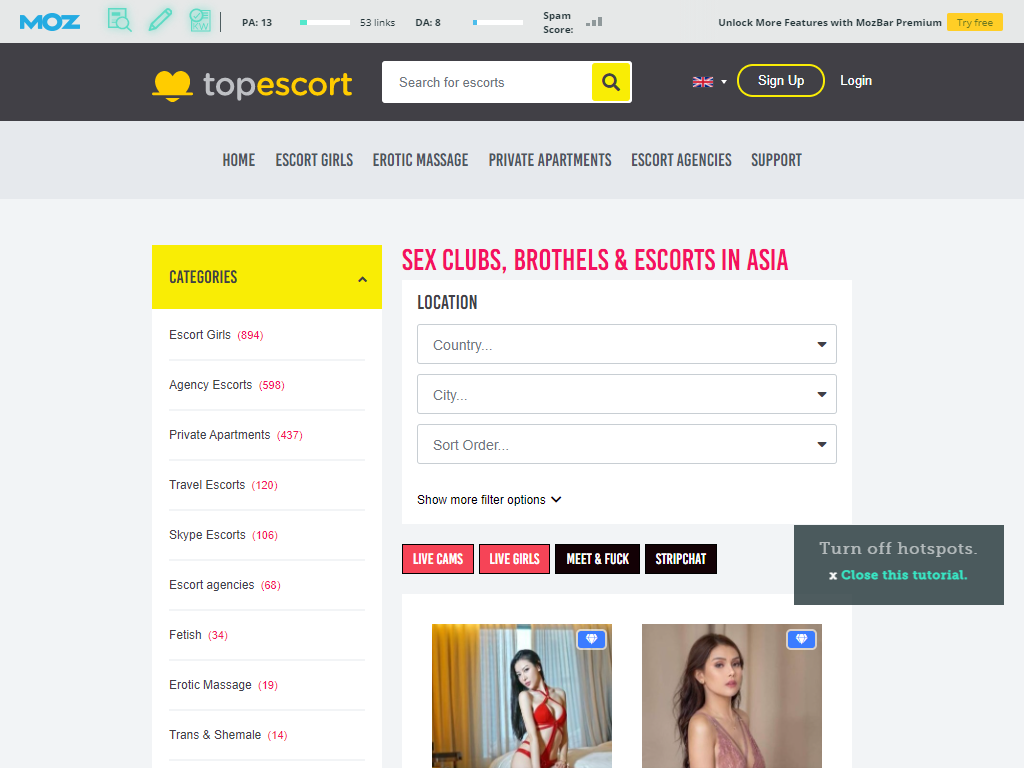 MOZ
PA: 13
53 links
DA: 8
Spam
Score:
Unlock More Features with MozBar Premium
Try free
topescort
Search for escorts
Sign Up
Login
HOME
ESCORT GIRLS
EROTIC MASSAGE
PRIVATE APARTMENTS
ESCORT AGENCIES
SUPPORT
CATEGORIES
Escort Girls (894)
Agency Escorts (598)
Private Apartments (437)
Travel Escorts (120)
Skype Escorts (106)
Escort agencies (68)
Fetish (34)
Erotic Massage (19)
Trans & Shemale (14)
SEX CLUBS, BROTHELS & ESCORTS IN ASIA
LOCATION
Country...
City...
Sort Order...
Show more filter options
LIVE CAMS
LIVE GIRLS
MEET & FUCK
STRIPCHAT
Turn off hotspots.
x Close this tutorial.